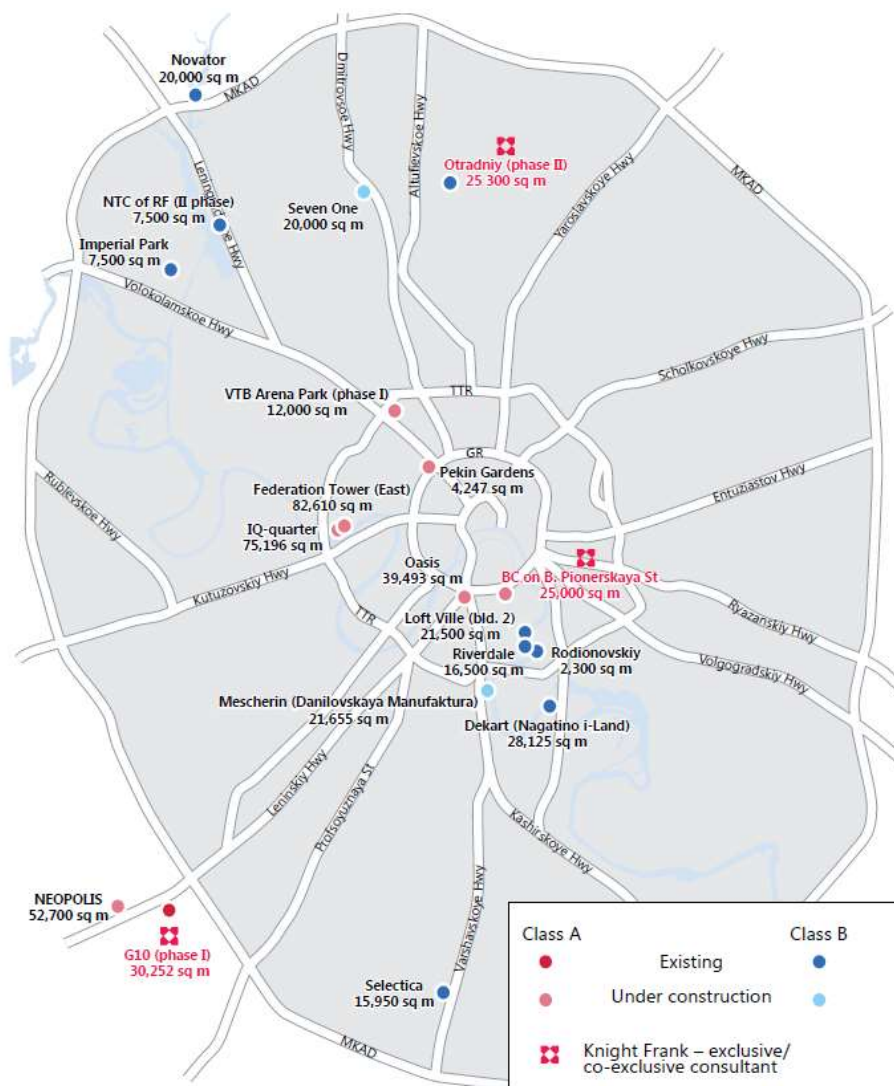 Novator
20,000 sq m
MKAD
Dmitrovsoe Hwy
Altufievskoe Hwy
Otradniy (phase II)
25 300 sq m
Yaroslavskoye Hwy
MKAD
NTC of RF (II phase)
7,500 sq m
Seven One
20,000 sq m
Imperial Park
7,500 sq m
Volokolamskoe Hwy
Scholkovskoye Hwy
VTB Arena Park (phase I)
12,000 sq m
TTR
GR
Pekin Gardens
4,247 sq m
Rublevskoe Hwy
Entuziastov Hwy
Federation Tower (East)
82,610 sq m
IQ-quarter
75,196 sq m
Oasis
39,493 sq m
BC on B. Pionerskaya St
25,000 sq m
Kutuzovskiy Hwy
TTR
Ryazanskiy Hwy
Loft Ville (bld. 2)
21,500 sq m
Riverdale
16,500 sq m
Rodionovskiy
2,300 sq m
Volgogradskiy Hwy
Mescherin (Danilovskaya Manufaktura)
21,655 sq m
Dekart (Nagatino i-Land)
28,125 sq m
Leninskiy Hwy
Profsoyuznaya St
Kashirskoye Hwy
NEOPOLIS
52,700 sq m
G10 (phase I)
30,252 sq m
Varshavskoye Hwy
Selectica
15,950 sq m
MKAD
Class A
Class B
Existing
Under construction
Knight Frank – exclusive/
co-exclusive consultant